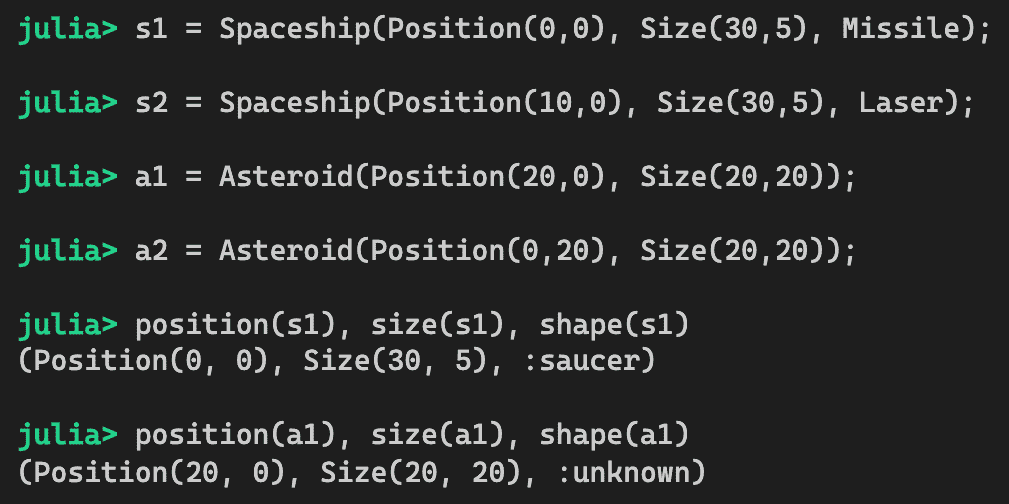 julia> s1 = Spaceship(Position(0,0), Size(30,5), Missile);
julia> s2 = Spaceship(Position(10,0), Size(30,5), Laser);
julia> a1 = Asteroid(Position(20,0), Size(20,20));
julia> a2 = Asteroid(Position(0,20), Size(20,20));
julia> position(s1), size(s1), shape(s1)
(Position(0, 0), Size(30, 5), :saucer)
julia> position(a1), size(a1), shape(a1)
(Position(20, 0), Size(20, 20), :unknown)